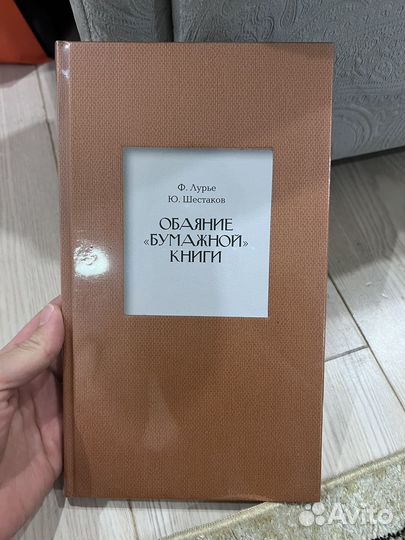 Ф. Лурье
Ю. Шестаков
ОБАЯНИЕ
«БУМАЖНОЙ»
КНИГИ
Avito